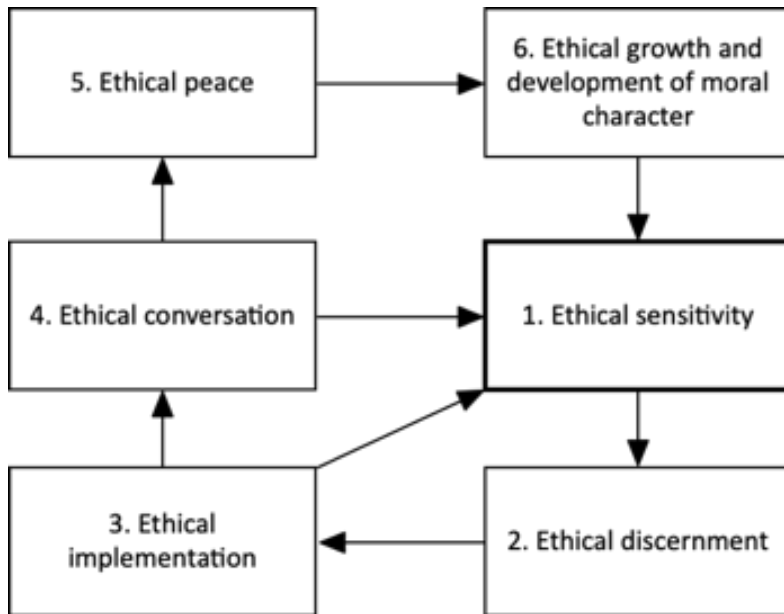 5. Ethical peace
6. Ethical growth and
development of moral
character
4. Ethical conversation
1. Ethical sensitivity
3. Ethical
implementation
2. Ethical discernment